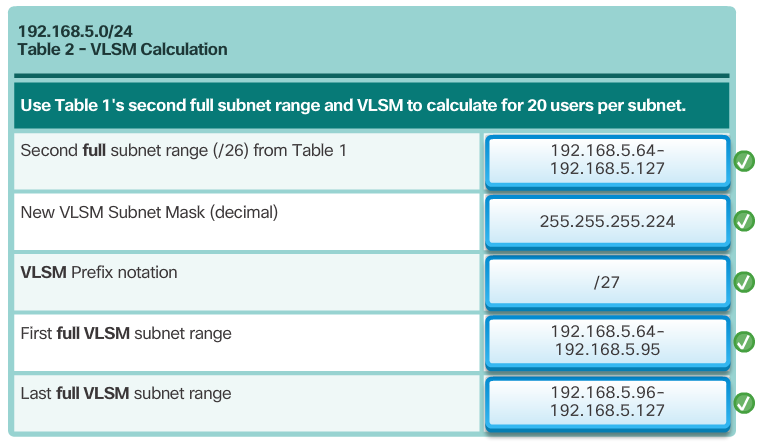 192.168.5.0/24
Table 2 – VLSM Calculation
Use Table 1's second full subnet range and VLSM to calculate for 20 users per subnet.
Second full subnet range (/26) from Table 1
192.168.5.64–
192.168.5.127
New VLSM Subnet Mask (decimal)
255.255.255.224
VLSM Prefix notation
/27
First full VLSM subnet range
192.168.5.64–
192.168.5.95
Last full VLSM subnet range
192.168.5.96–
192.168.5.127